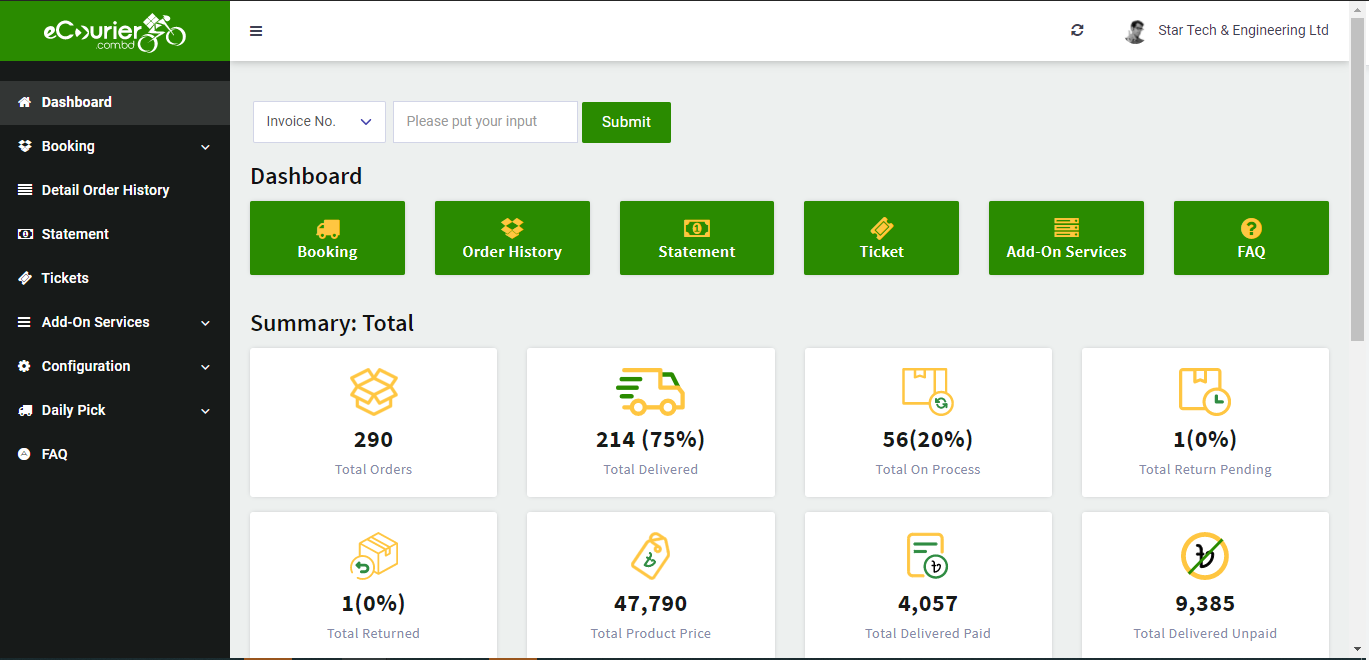 eCourier
.com.bd
Star Tech & Engineering Ltd
Dashboard
Booking
Detail Order History
Statement
Tickets
Add-On Services
Configuration
Daily Pick
FAQ
Invoice No.
Please put your input
Submit
Dashboard
Booking
Order History
Statement
Ticket
Add-On Services
FAQ
Summary: Total
290
Total Orders
214 (75%)
Total Delivered
56(20%)
Total On Process
1(0%)
Total Return Pending
1(0%)
Total Returned
৳
47,790
Total Product Price
৳
4,057
Total Delivered Paid
৳
9,385
Total Delivered Unpaid